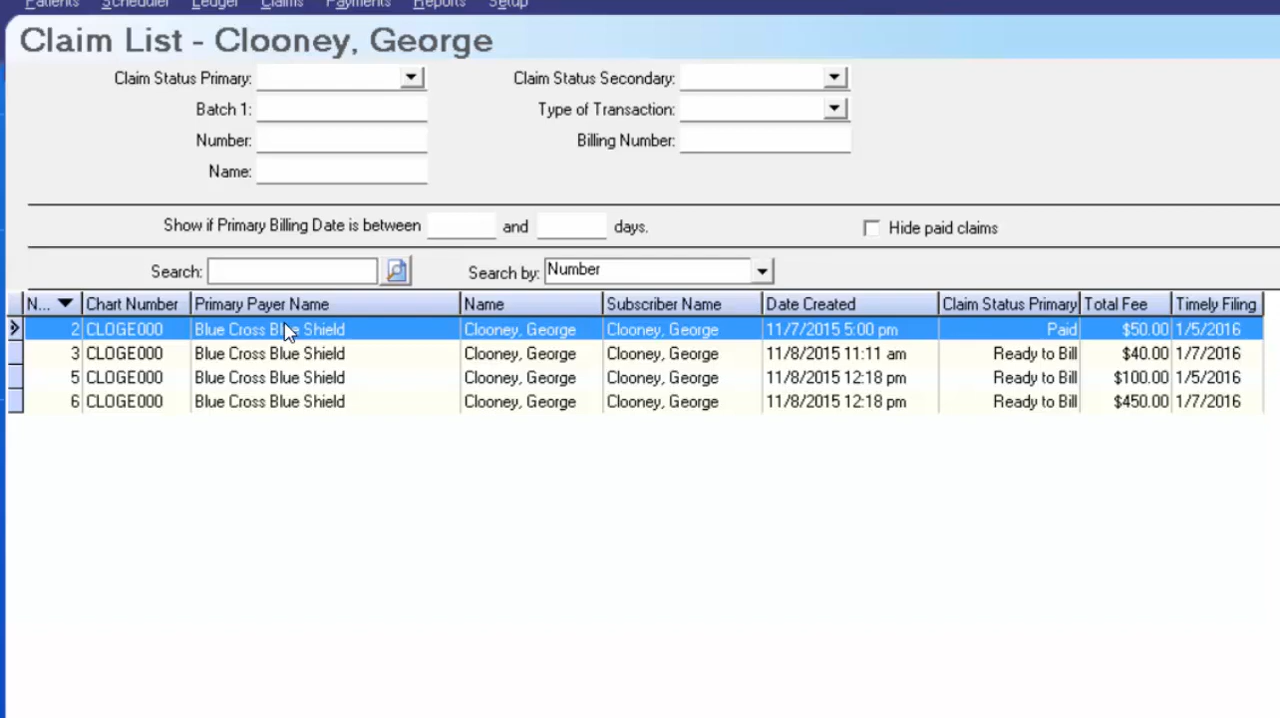 Patients Scheduler Ledger Claims Payments Reports Setup
Claim List - Clooney, George
Claim Status Primary: Claim Status Secondary:
Batch 1: Type of Transaction:
Number: Billing Number:
Name:
Show if Primary Billing Date is between and days. Hide paid claims
Search: Search by: Number
N... Chart Number Primary Payer Name Name Subscriber Name Date Created Claim Status Primary Total Fee Timely Filing
2 CLOGE000 Blue Cross Blue Shield Clooney, George Clooney, George 11/7/2015 5:00 pm Paid $50.00 1/5/2016
3 CLOGE000 Blue Cross Blue Shield Clooney, George Clooney, George 11/8/2015 11:11 am Ready to Bill $40.00 1/7/2016
5 CLOGE000 Blue Cross Blue Shield Clooney, George Clooney, George 11/8/2015 12:18 pm Ready to Bill $100.00 1/5/2016
6 CLOGE000 Blue Cross Blue Shield Clooney, George Clooney, George 11/8/2015 12:18 pm Ready to Bill $450.00 1/7/2016